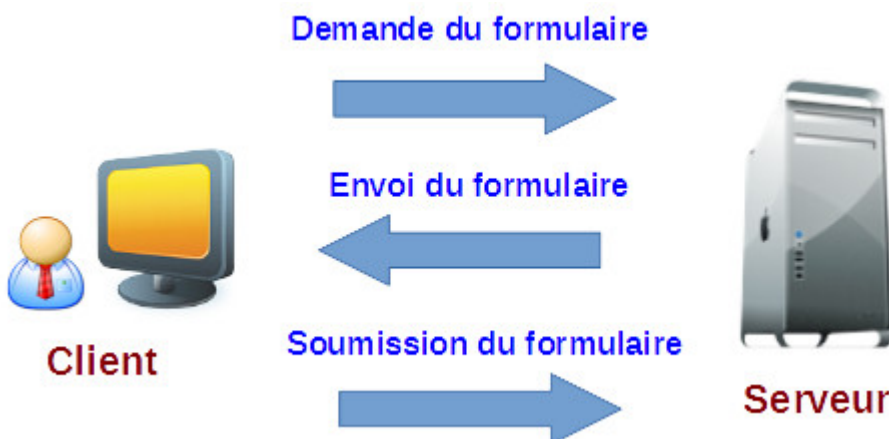 Demande du formulaire
Envoi du formulaire
Soumission du formulaire
Client
Serveur